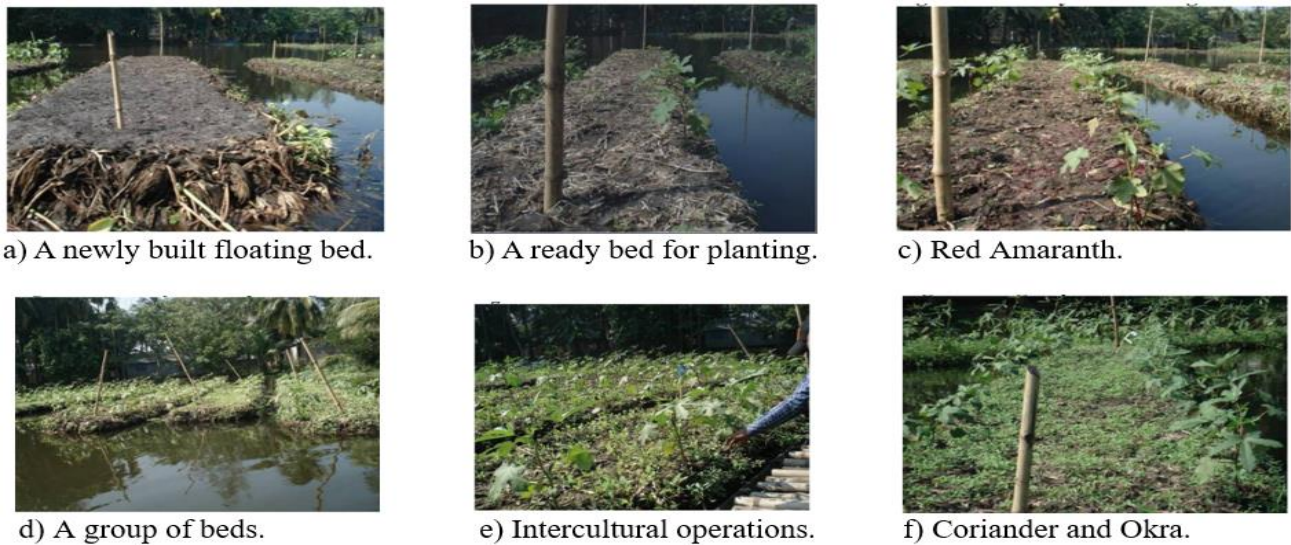 a) A newly built floating bed.
b) A ready bed for planting.
c) Red Amaranth.
d) A group of beds.
e) Intercultural operations.
f) Coriander and Okra.